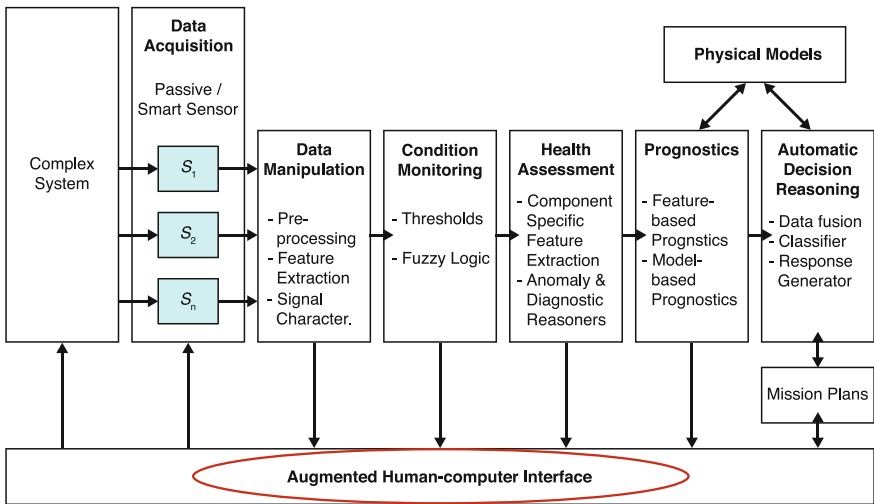 Complex
System
Data
Acquisition
Passive /
Smart Sensor
S1
S2
Sn
Data
Manipulation
- Pre-
processing
- Feature
Extraction
- Signal
Character.
Condition
Monitoring
- Thresholds
- Fuzzy Logic
Health
Assessment
- Component
Specific
Feature
Extraction
- Anomaly &
Diagnostic
Reasoners
Physical Models
Prognostics
- Feature-
based
Prognstics
- Model-
based
Prognostics
Automatic
Decision
Reasoning
- Data fusion
- Classifier
- Response
Generator
Mission Plans
Augmented Human-computer Interface